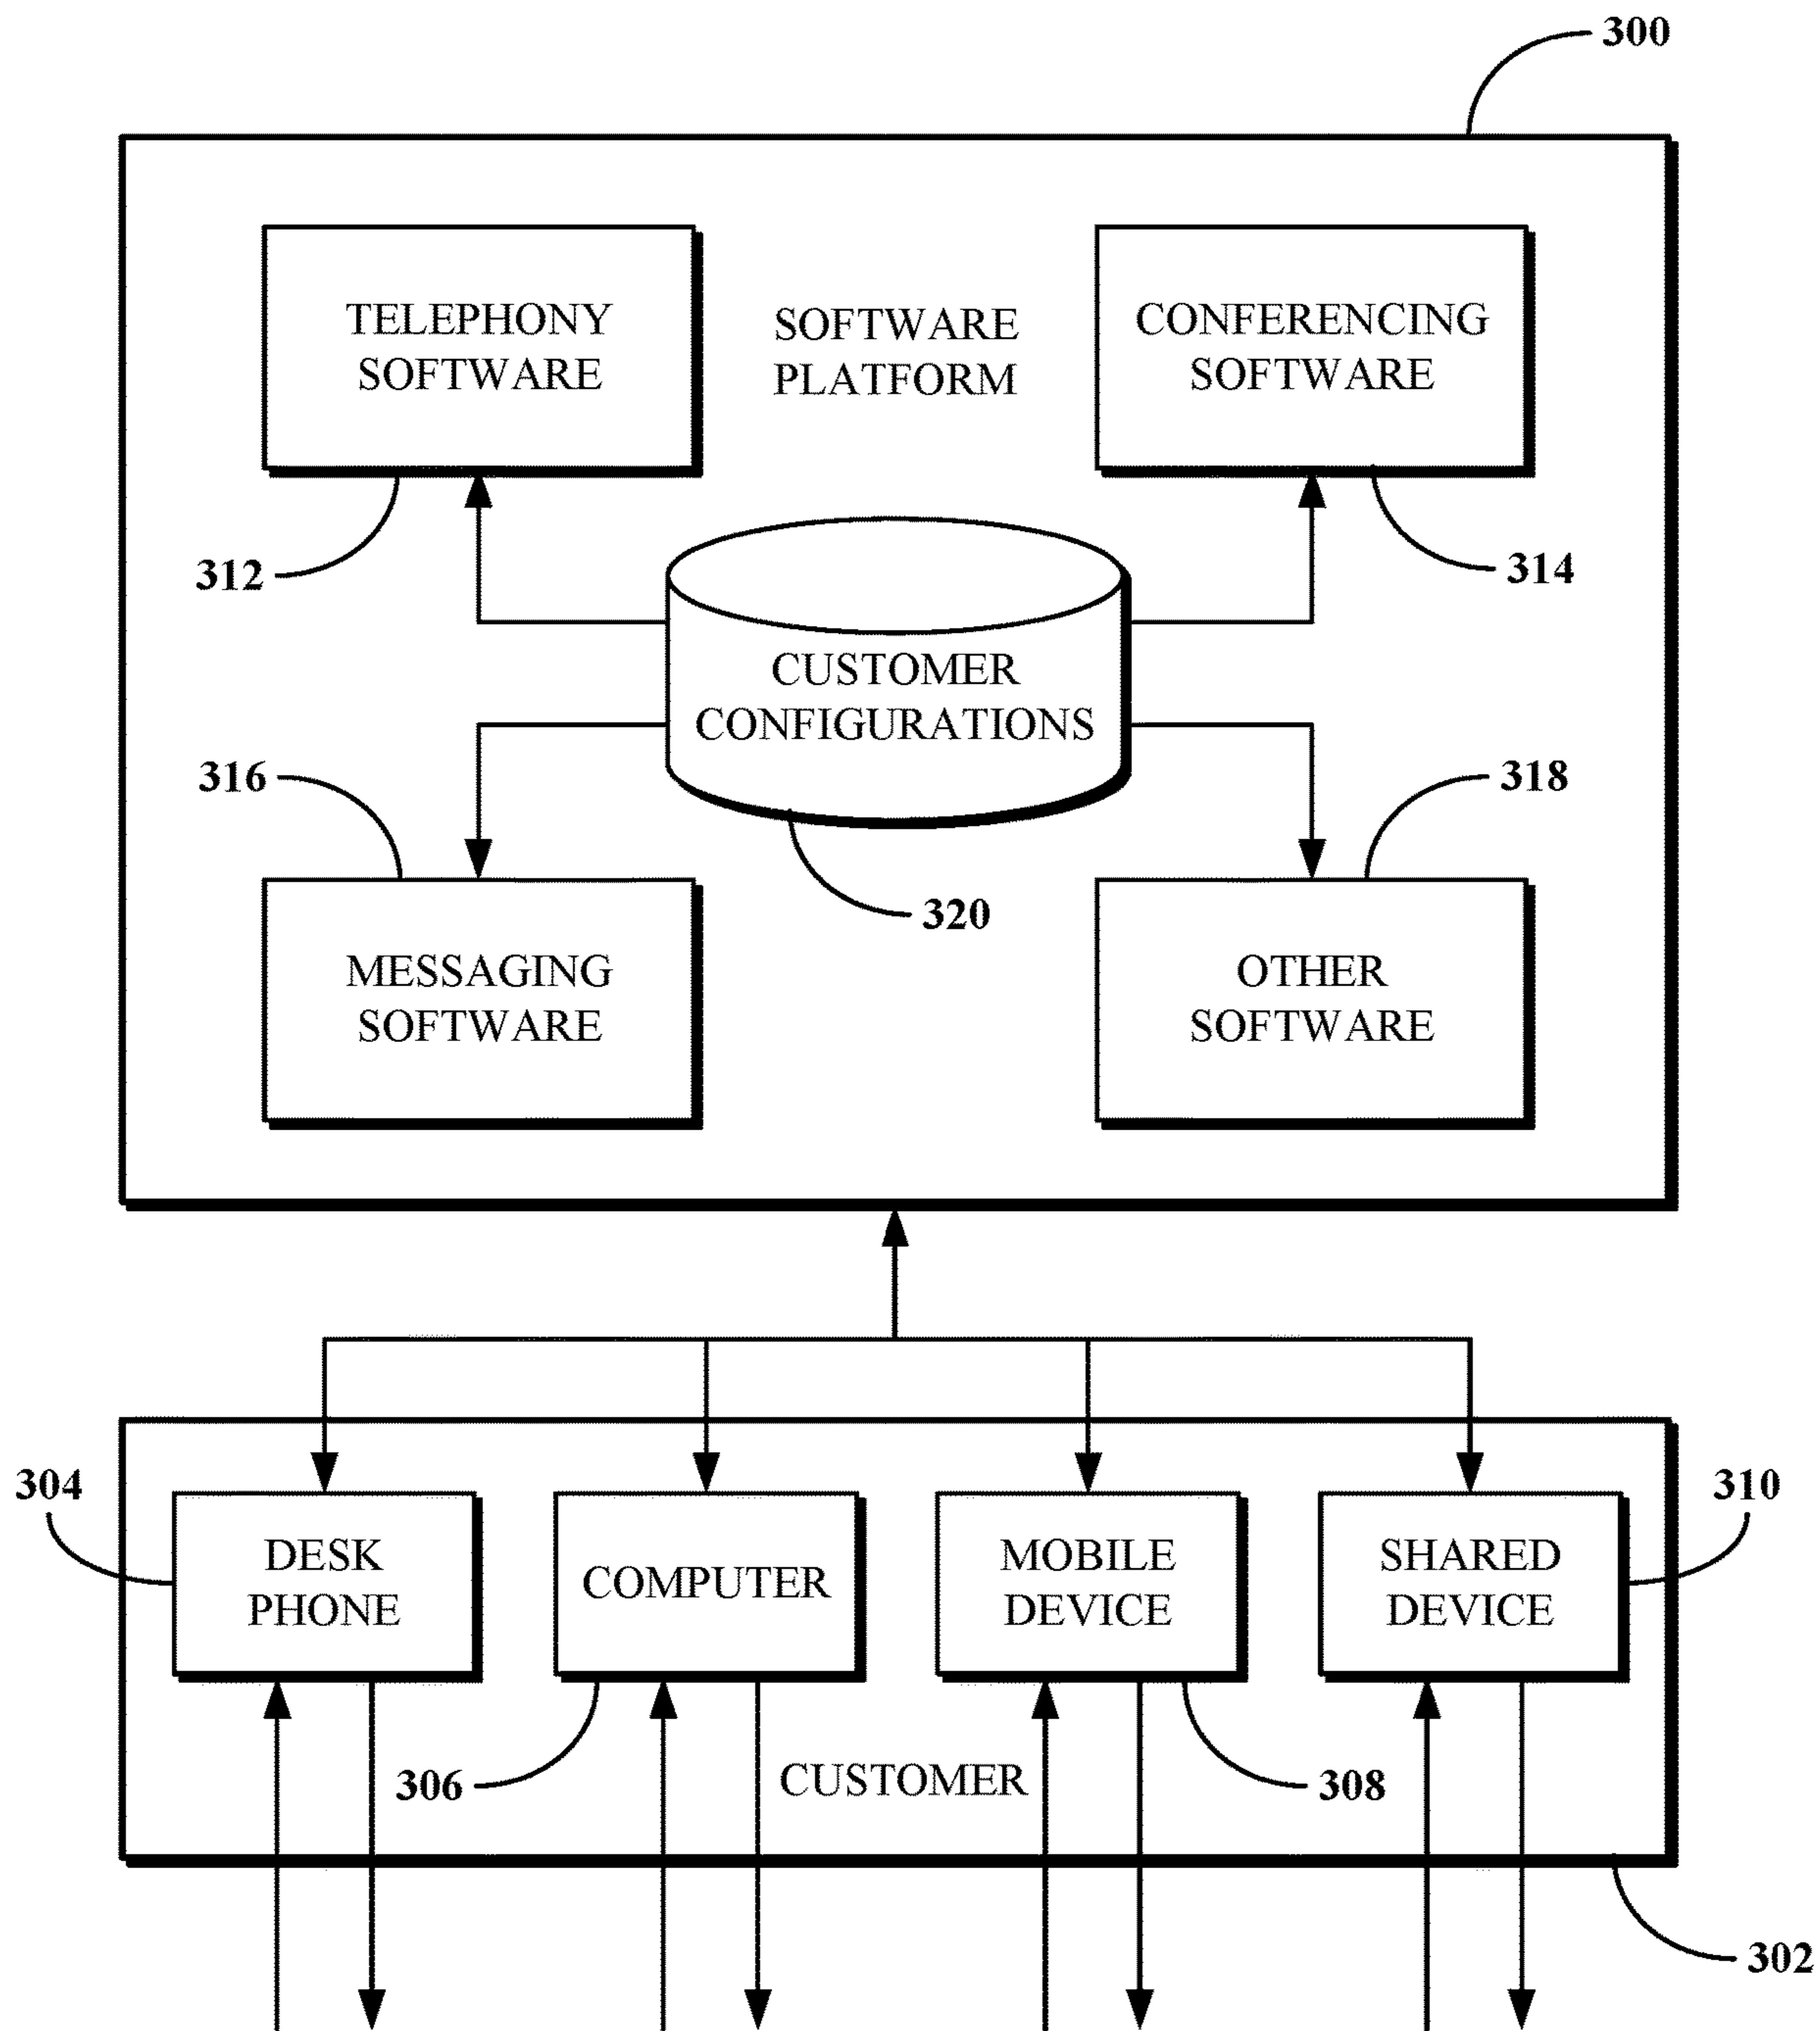 300
TELEPHONY
SOFTWARE
SOFTWARE
PLATFORM
CONFERENCING
SOFTWARE
312
314
CUSTOMER
CONFIGURATIONS
316
318
320
MESSAGING
SOFTWARE
OTHER
SOFTWARE
304
310
DESK
PHONE
COMPUTER
MOBILE
DEVICE
SHARED
DEVICE
306
CUSTOMER
308
302